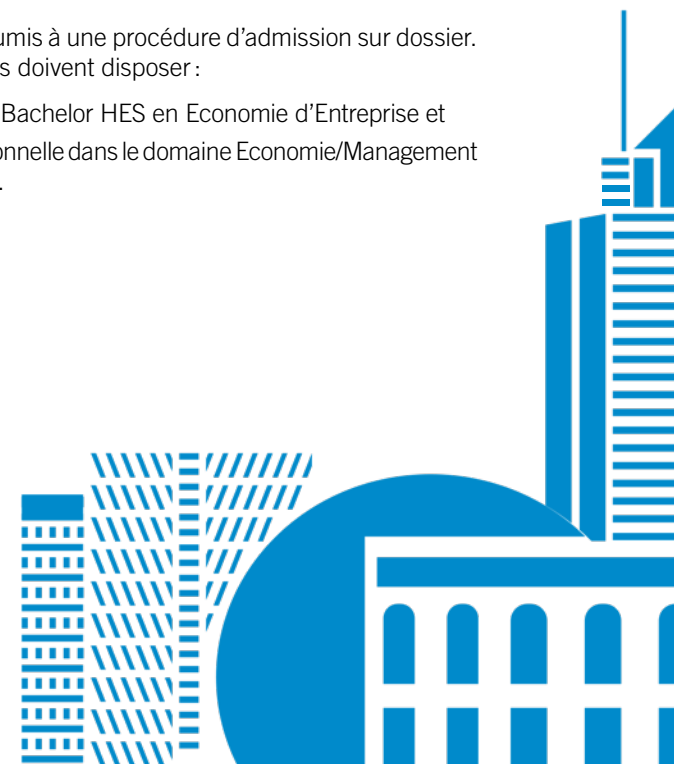 umis à une procédure d’admission sur dossier.
s doivent disposer :
Bachelor HES en Economie d’Entreprise et
onnelle dans le domaine Economie/Management
.